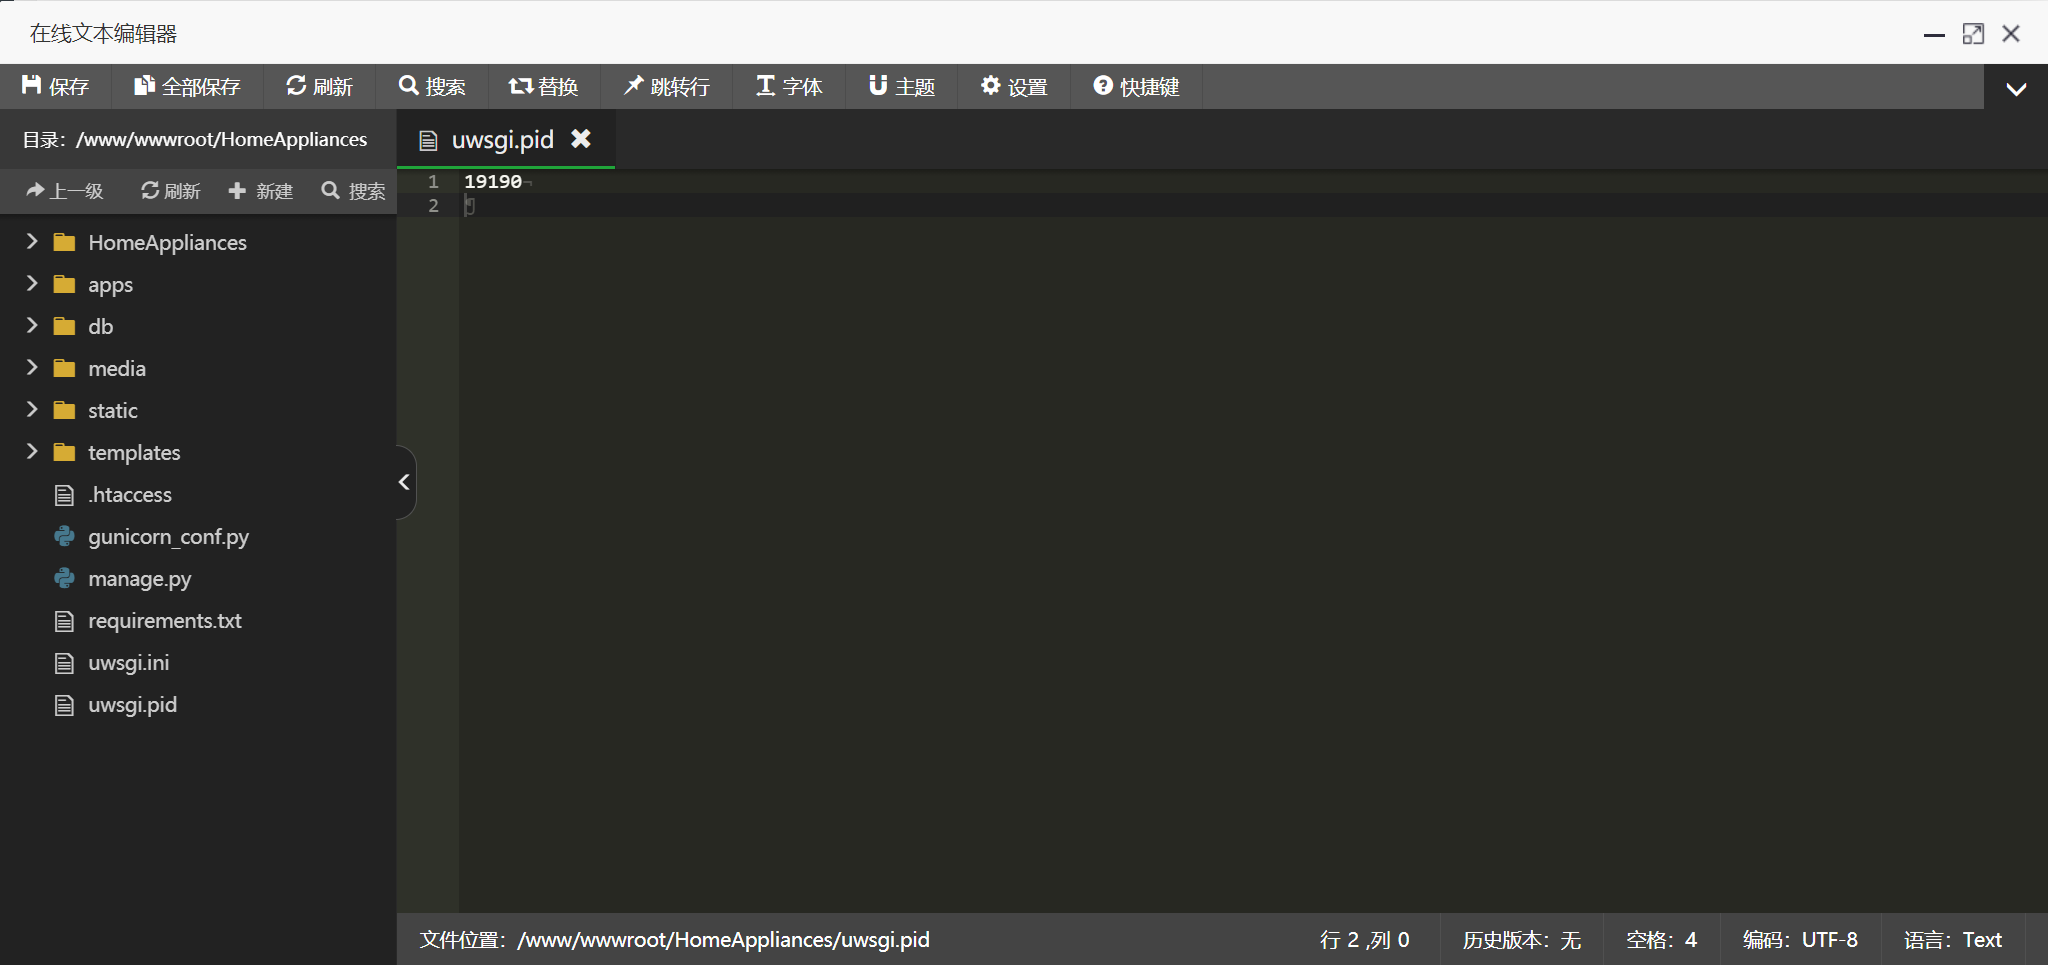 在线文本编辑器
保存 全部保存 刷新 搜索 替换 跳转行 字体 主题 设置 快捷键
目录：/www/wwwroot/HomeAppliances
uwsgi.pid
上一级 刷新 新建 搜索
1 19190
2
HomeAppliances
apps
db
media
static
templates
.htaccess
gunicorn_conf.py
manage.py
requirements.txt
uwsgi.ini
uwsgi.pid
文件位置：/www/wwwroot/HomeAppliances/uwsgi.pid 行 2 ,列 0 历史版本：无 空格：4 编码：UTF-8 语言：Text